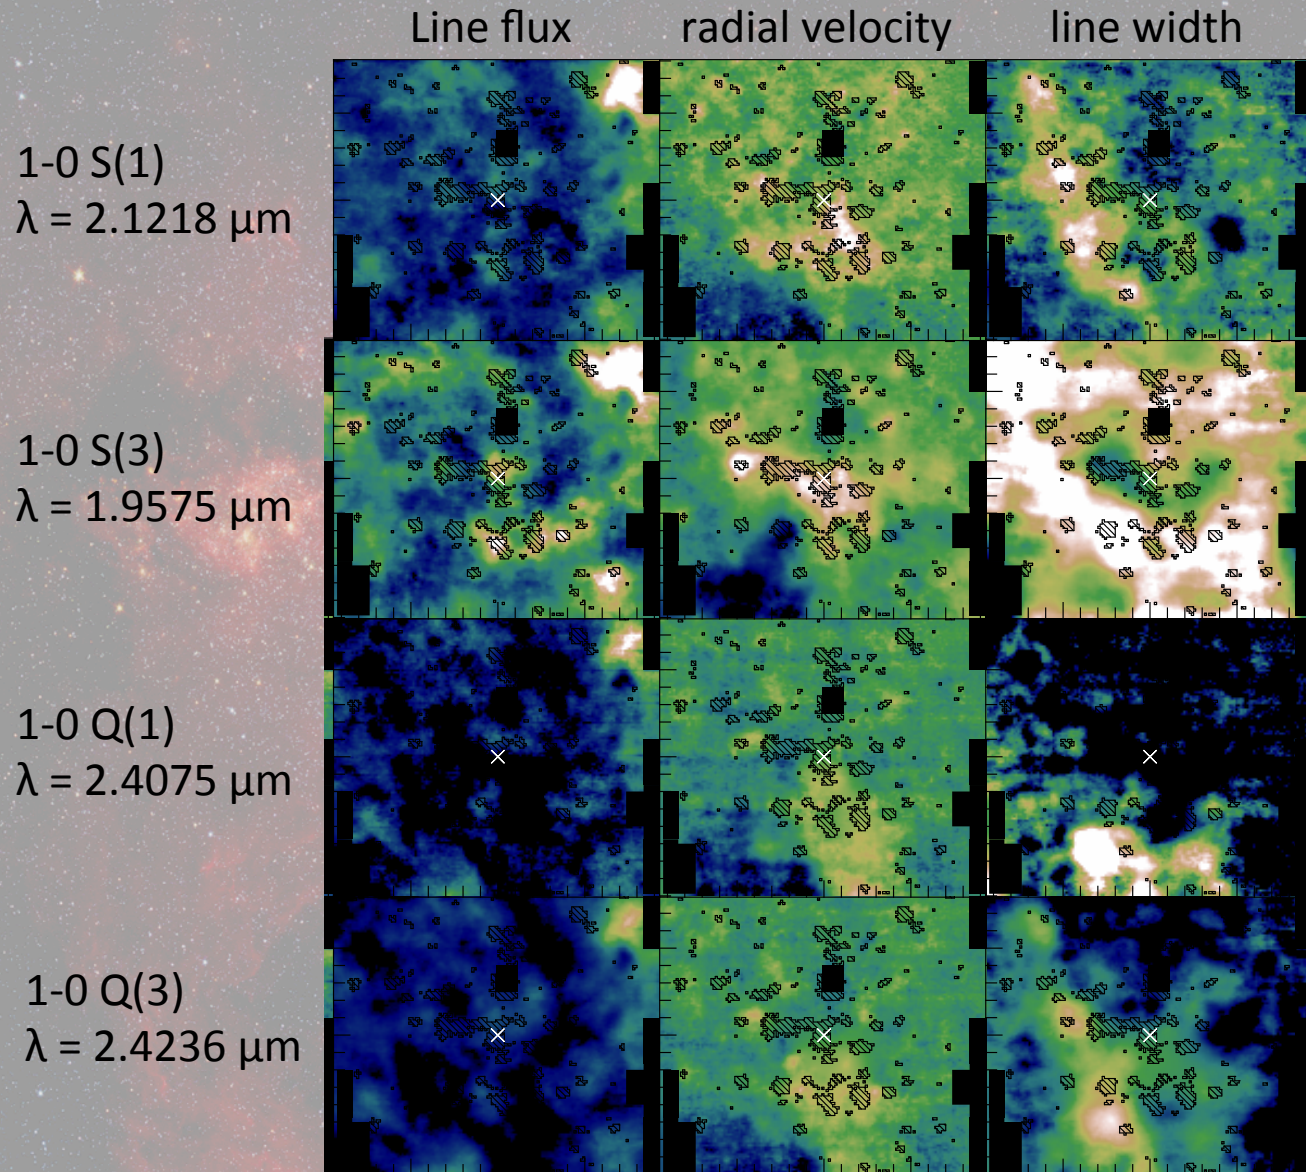 Line flux radial velocity line width
1-0 S(1)
λ = 2.1218 μm
1-0 S(3)
λ = 1.9575 μm
1-0 Q(1)
λ = 2.4075 μm
1-0 Q(3)
λ = 2.4236 μm